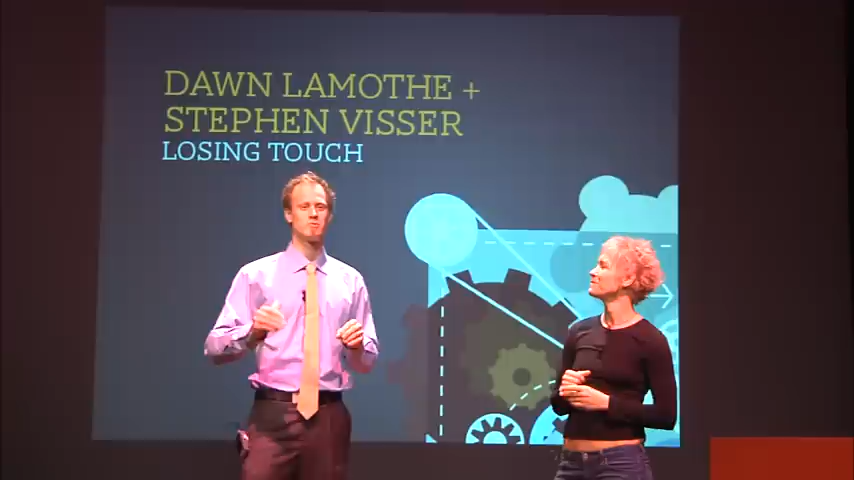 DAWN LAMOTHE +
STEPHEN VISSER
LOSING TOUCH